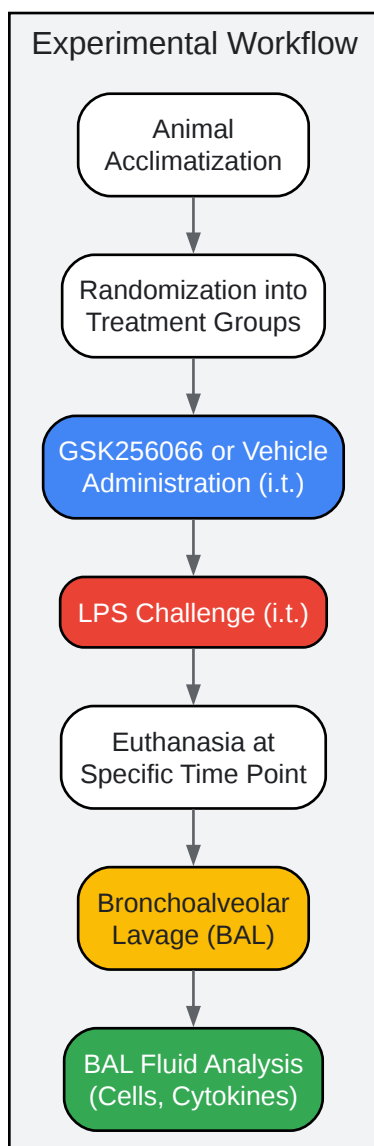 Experimental Workflow
Animal
Acclimatization
Randomization into
Treatment Groups
GSK256066 or Vehicle
Administration (i.t.)
LPS Challenge (i.t.)
Euthanasia at
Specific Time Point
Bronchoalveolar
Lavage (BAL)
BAL Fluid Analysis
(Cells, Cytokines)